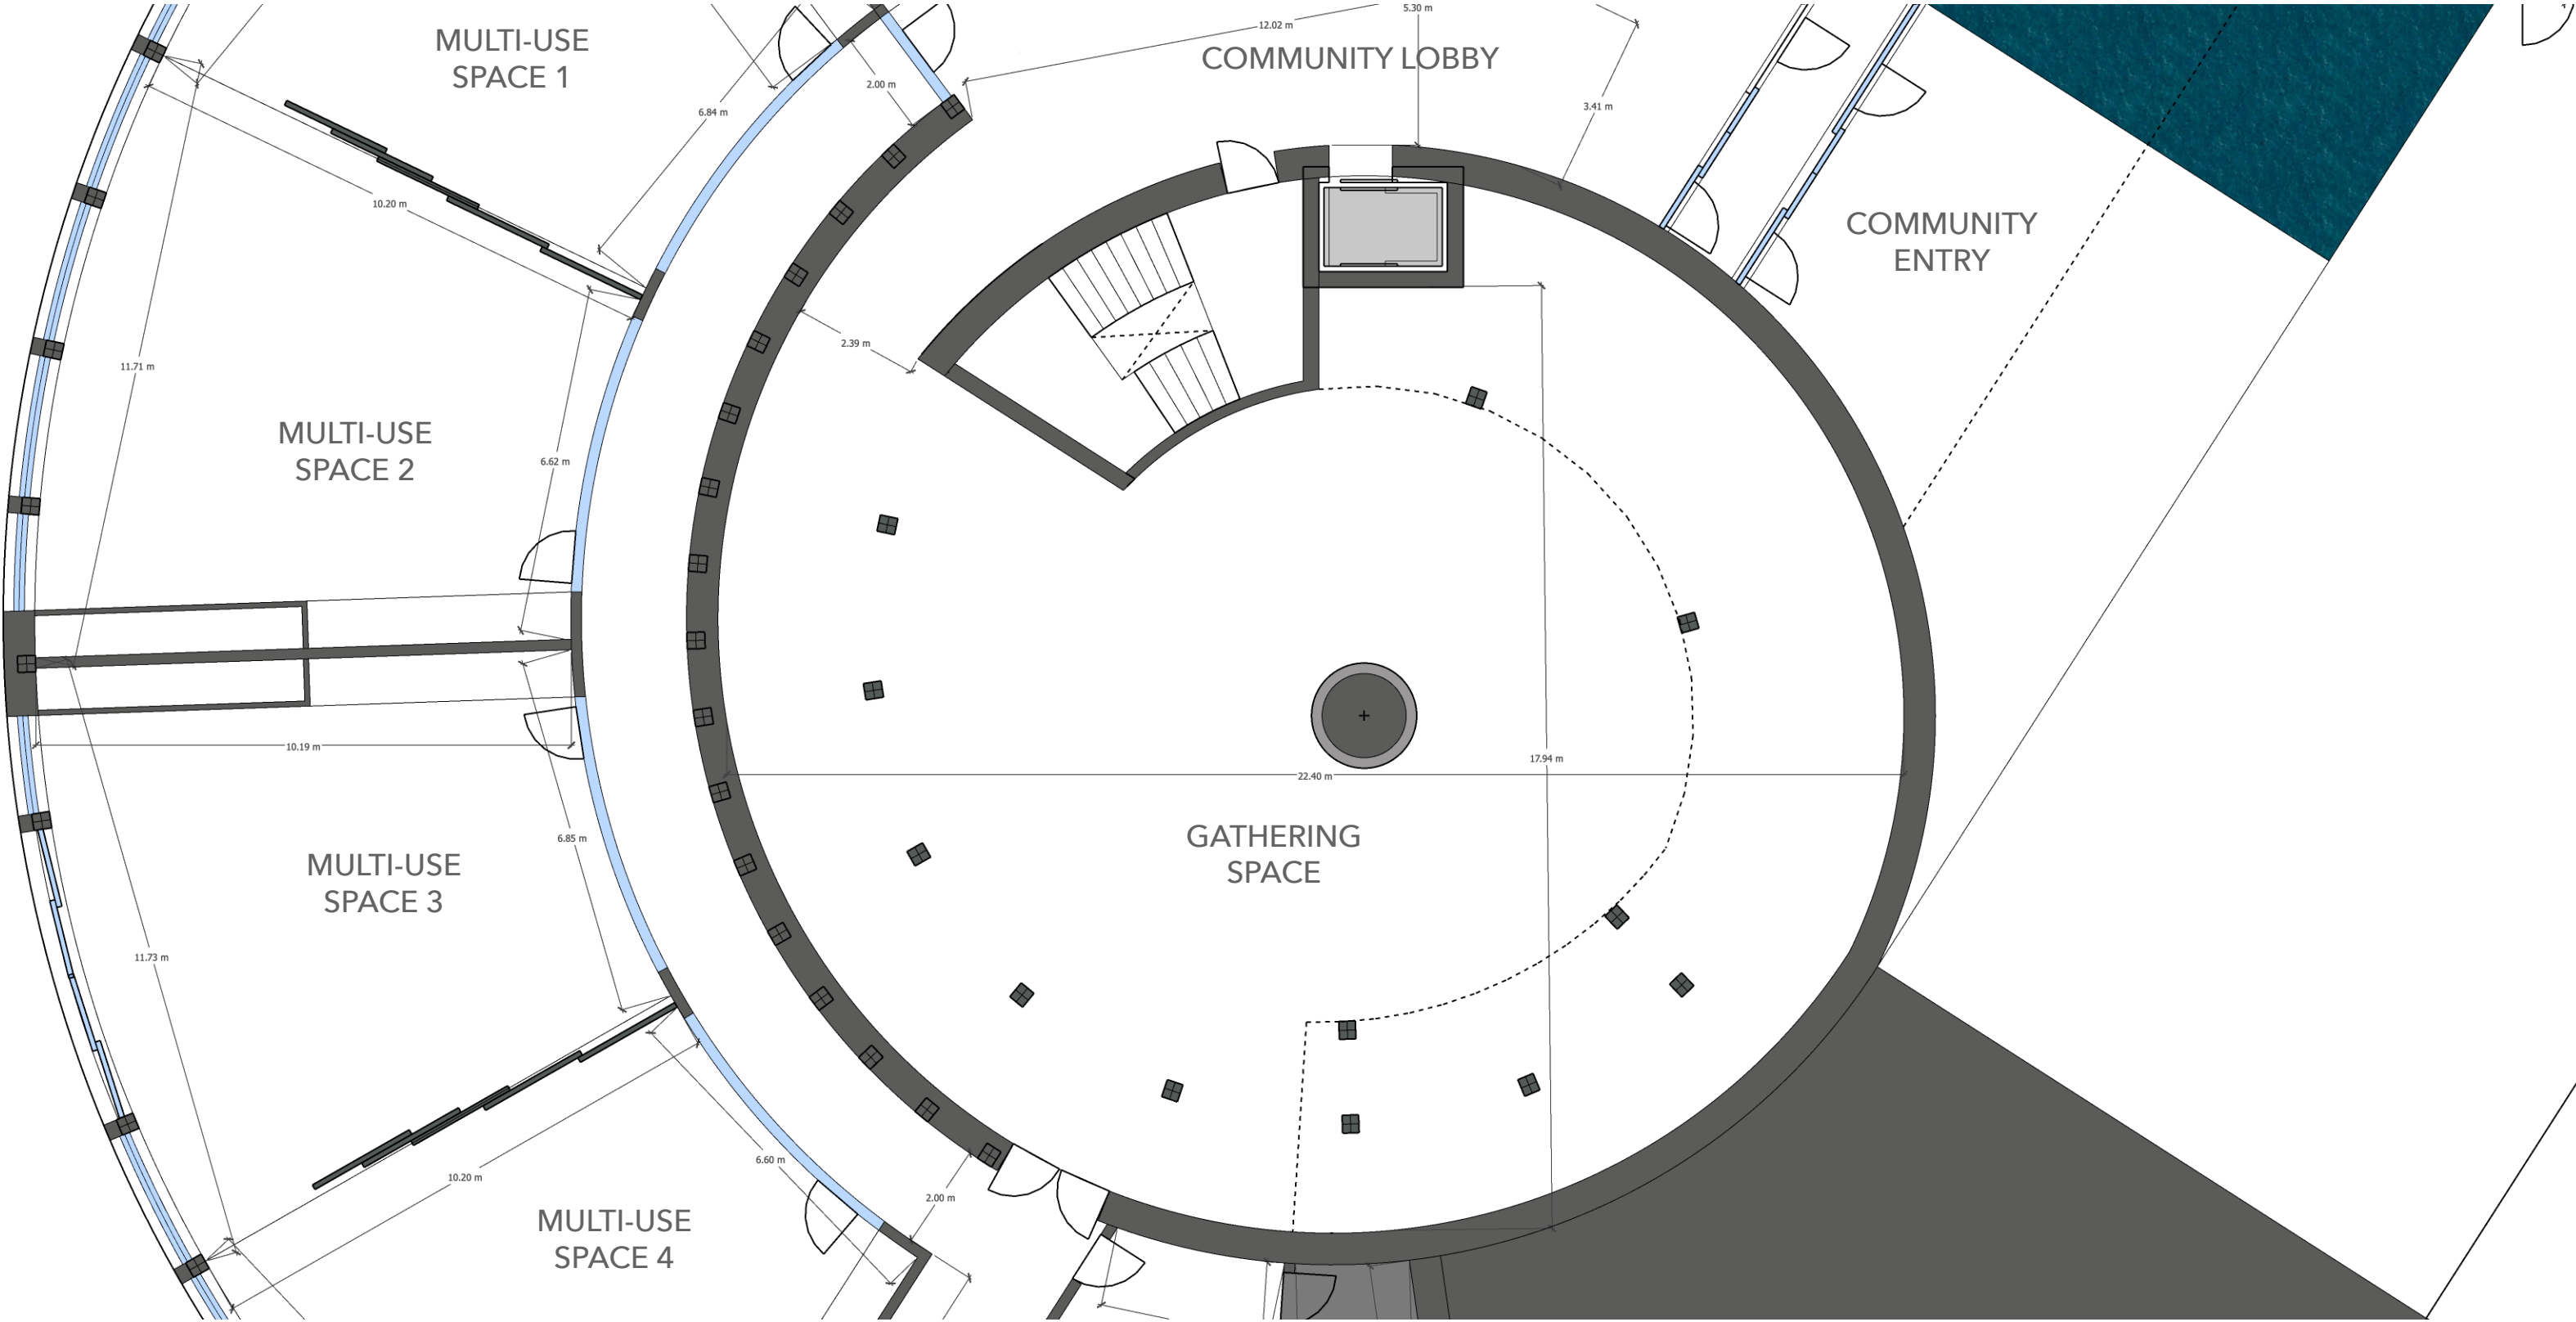 5.30 m
12.02 m
MULTI-USE
SPACE 1
COMMUNITY LOBBY
2.00 m
6.84 m
3.41 m
10.20 m
COMMUNITY
ENTRY
2.39 m
11.71 m
MULTI-USE
SPACE 2
6.62 m
10.19 m
17.94 m
22.40 m
6.85 m
GATHERING
SPACE
MULTI-USE
SPACE 3
11.73 m
6.60 m
10.20 m
2.00 m
MULTI-USE
SPACE 4